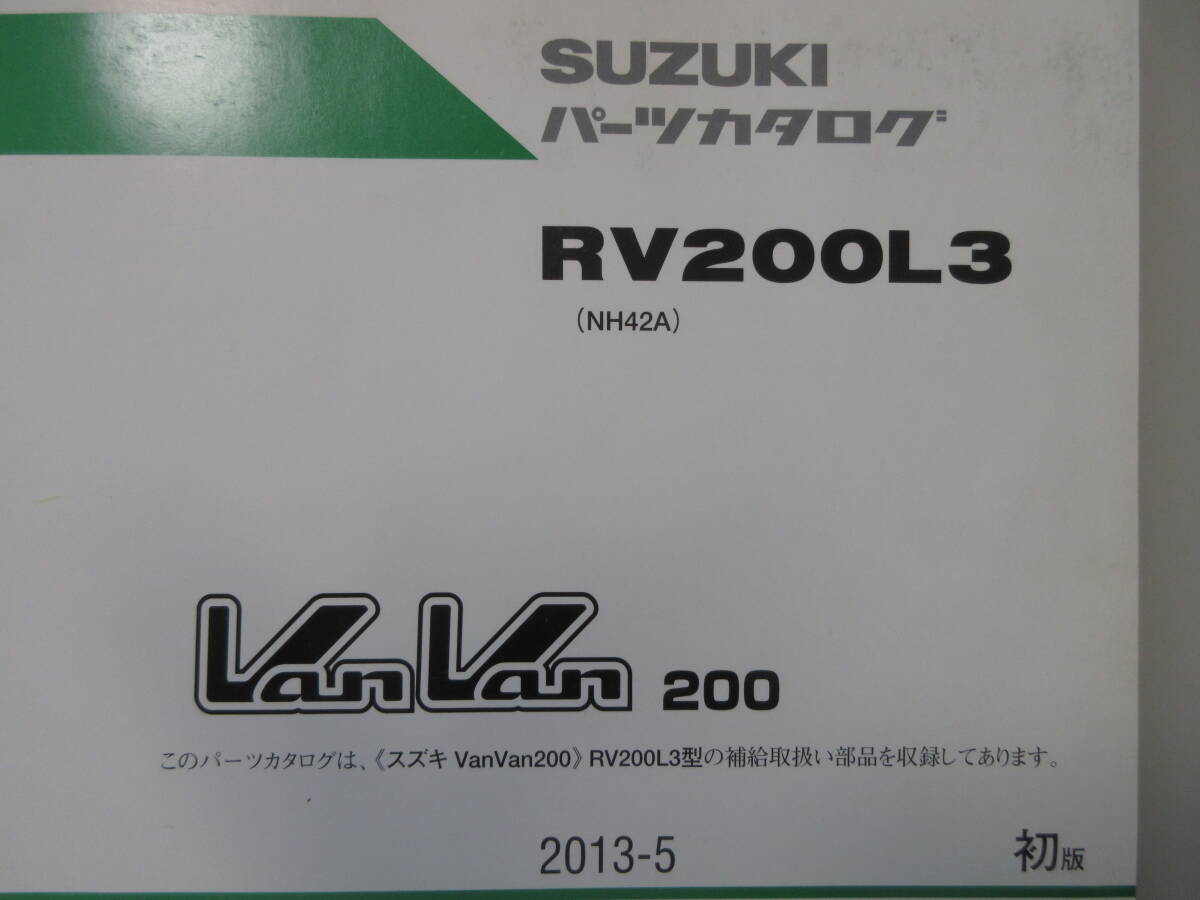 SUZUKI
パーツカタログ
RV200L3
(NH42A)
VanVan 200
このパーツカタログは、《スズキ VanVan200》RV200L3型の補給取扱い部品を収録してあります。
2013-5 初版